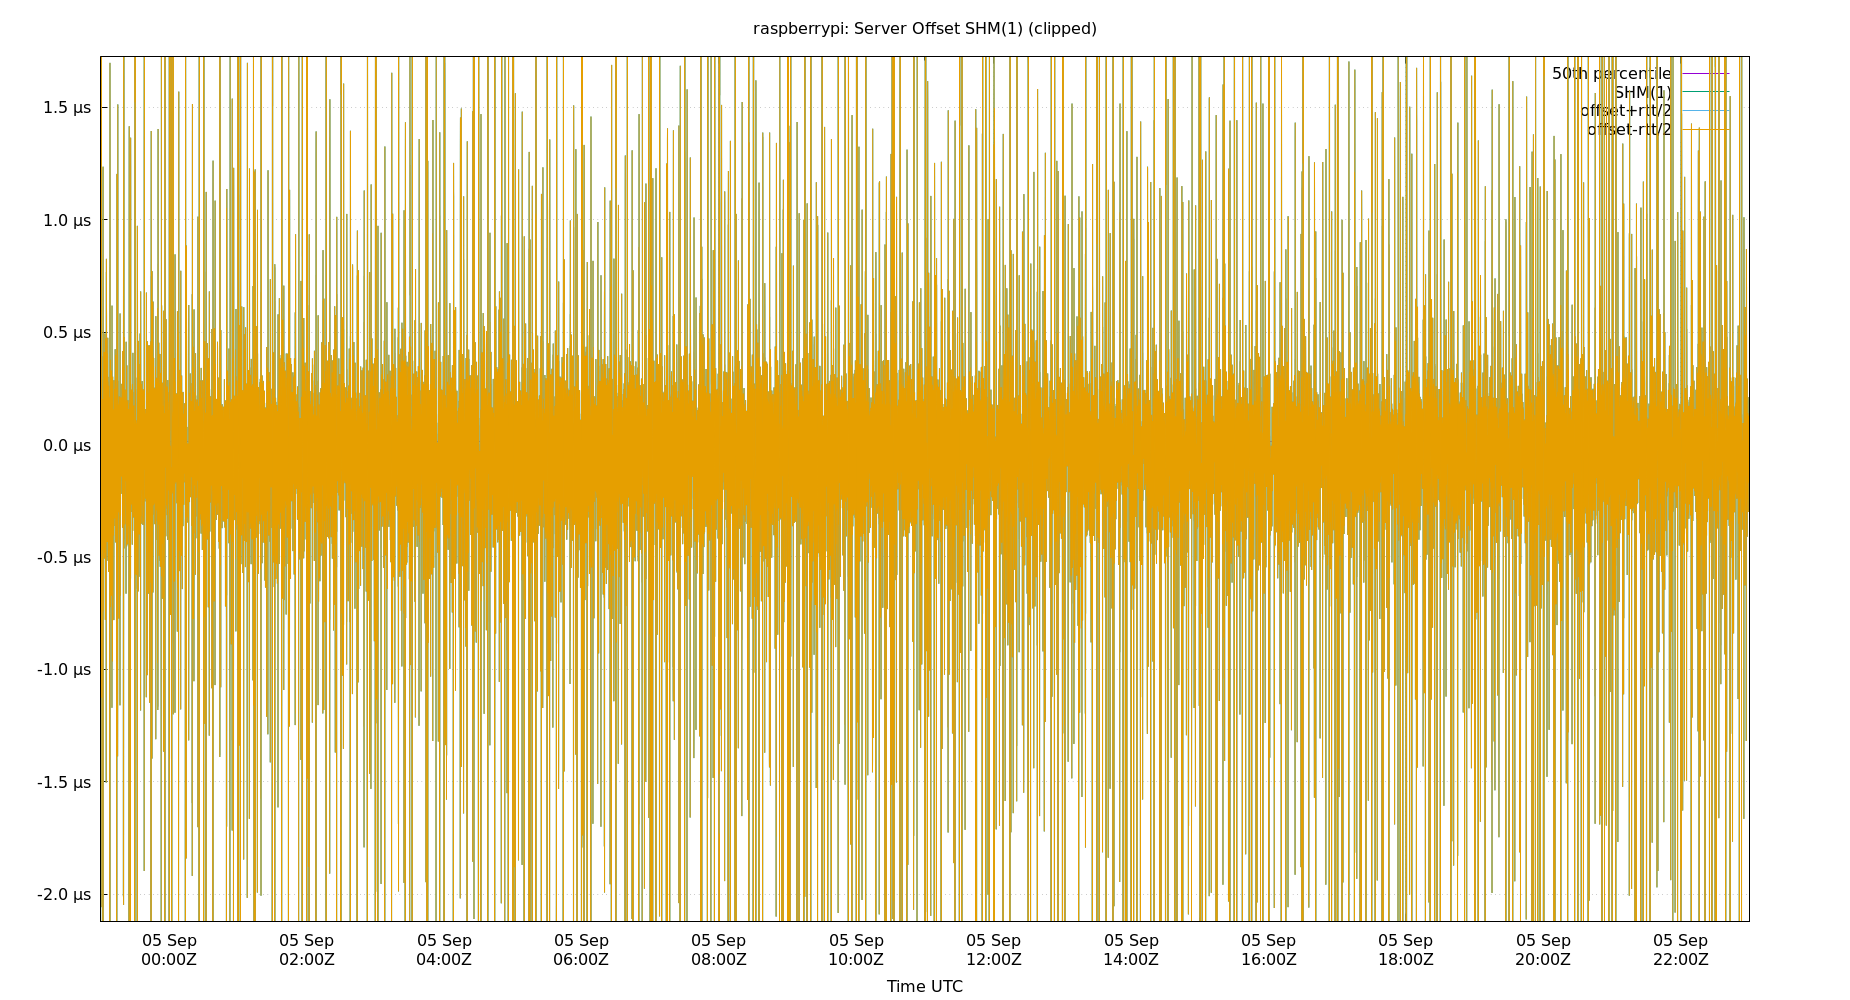 raspberrypi: Server Offset SHM(1) (clipped)
50th percentile
SHM(1)
offset+rtt/2
offset-rtt/2
1.5 µs
1.0 µs
0.5 µs
0.0 µs
-0.5 µs
-1.0 µs
-1.5 µs
-2.0 µs
05 Sep 05 Sep 05 Sep 05 Sep 05 Sep 05 Sep 05 Sep 05 Sep 05 Sep 05 Sep 05 Sep 05 Sep
00:00Z 02:00Z 04:00Z 06:00Z 08:00Z 10:00Z 12:00Z 14:00Z 16:00Z 18:00Z 20:00Z 22:00Z
Time UTC